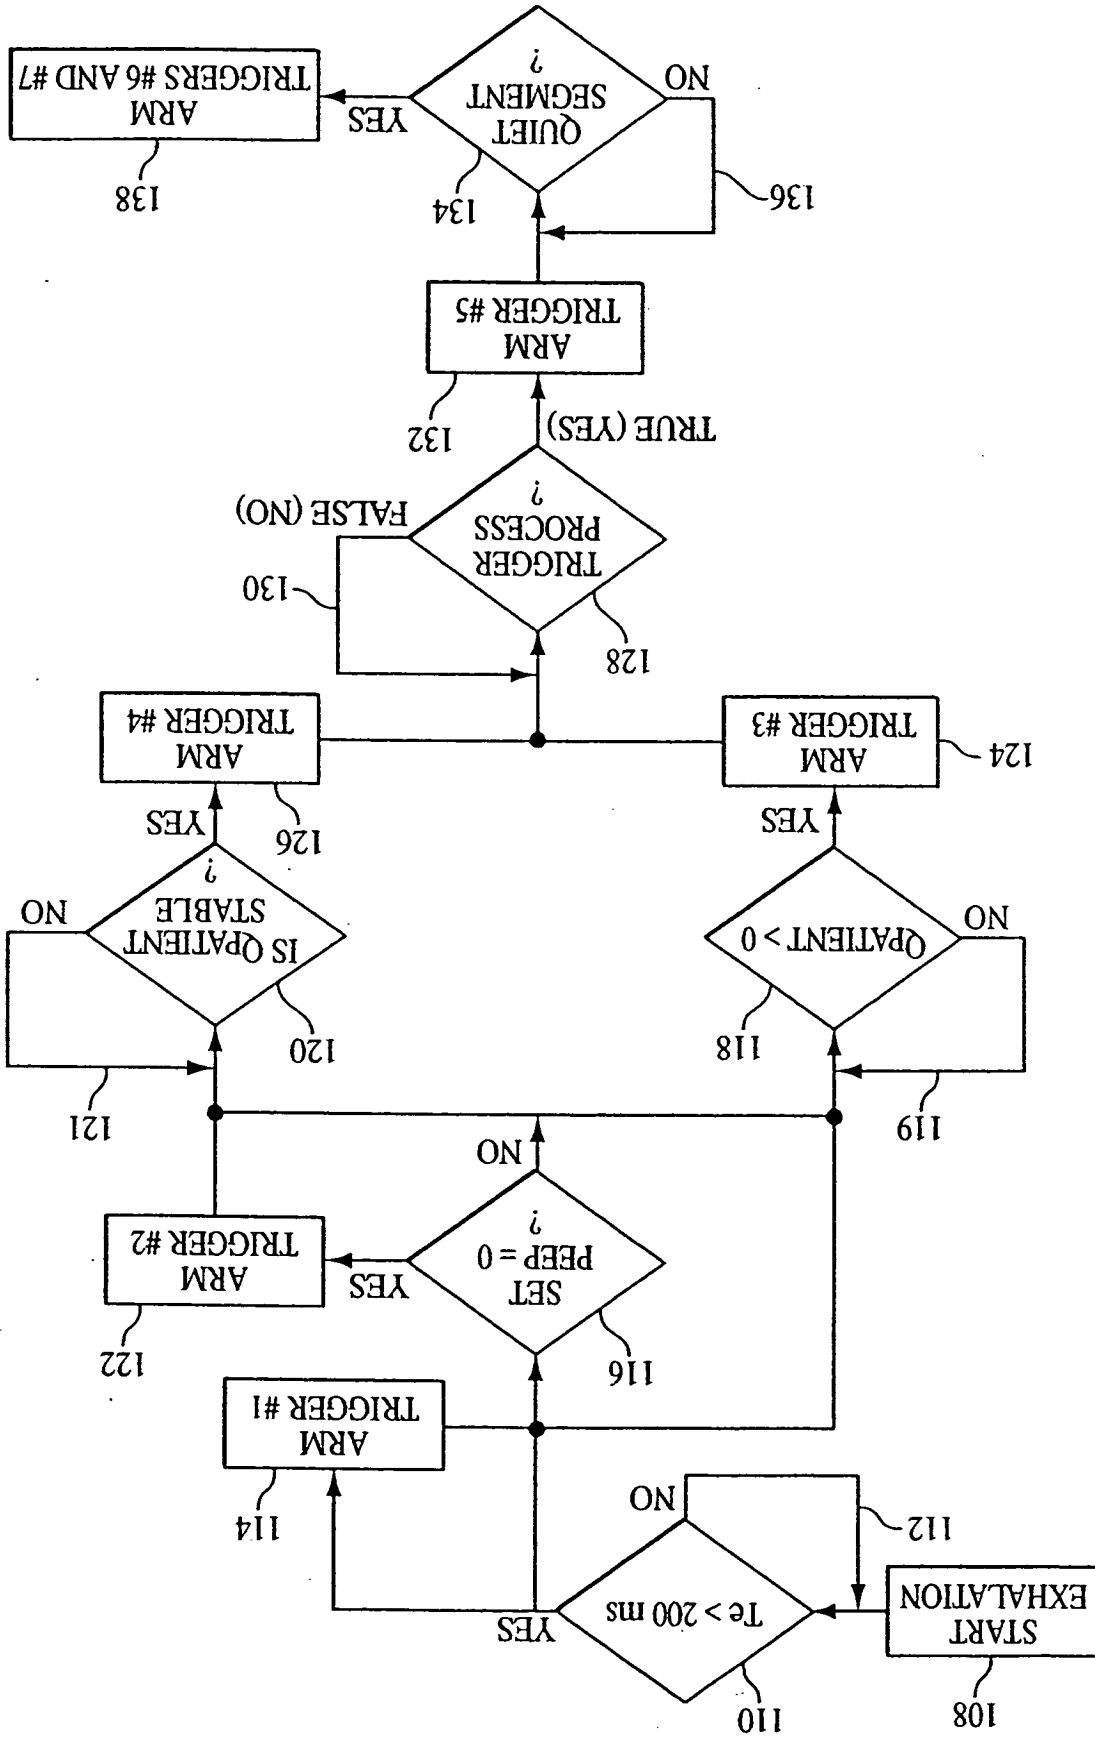 108
START
EXHALATION
110
Te > 200 ms
YES
NO
112
114
ARM
TRIGGER #1
116
SET
PEEP = 0
?
YES
NO
122
ARM
TRIGGER #2
118
QPATIENT > 0
NO
119
YES
120
IS QPATIENT
STABLE
?
NO
121
YES
124
ARM
TRIGGER #3
126
ARM
TRIGGER #4
128
TRIGGER
PROCESS
?
FALSE (NO)
130
TRUE (YES)
132
ARM
TRIGGER #5
134
QUIET
SEGMENT
?
NO
136
YES
138
ARM
TRIGGERS #6 AND #7